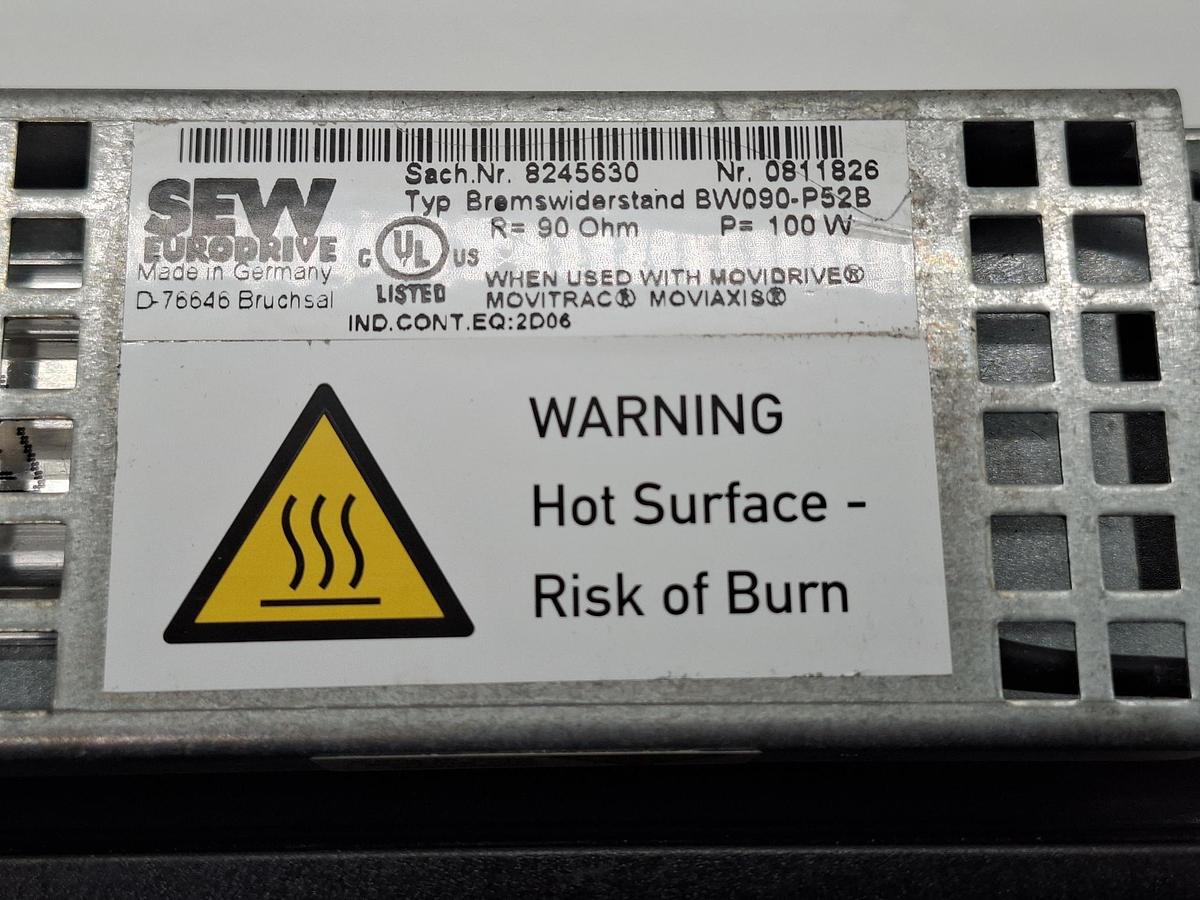 Sach.Nr. 8245630 Nr. 0811826
Typ Bremswiderstand BW090-P52B
R= 90 Ohm P= 100 W
SEW
EURODRIVE
Made in Germany
D-76646 Bruchsal
C UL US
LISTED
WHEN USED WITH MOVIDRIVE®
MOVITRAC® MOVIAXIS®
IND.CONT.EQ:2D06
WARNING
Hot Surface -
Risk of Burn